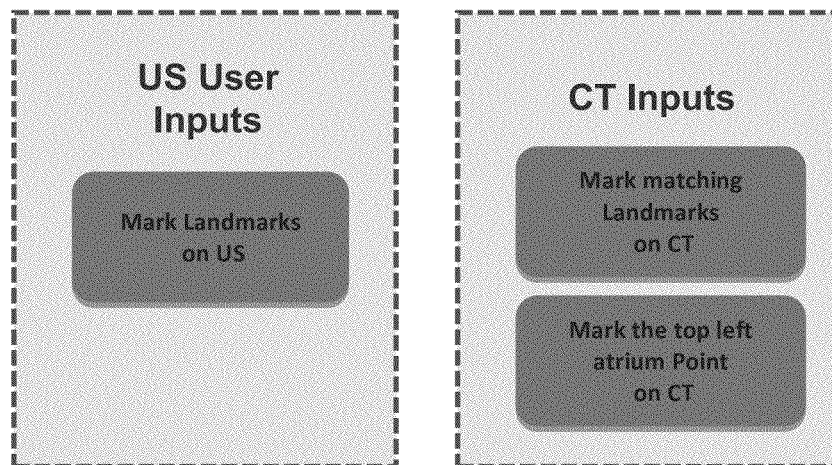 US User
Inputs
Mark Landmarks
on US
CT Inputs
Mark matching
Landmarks
on CT
Mark the top left
atrium Point
on CT